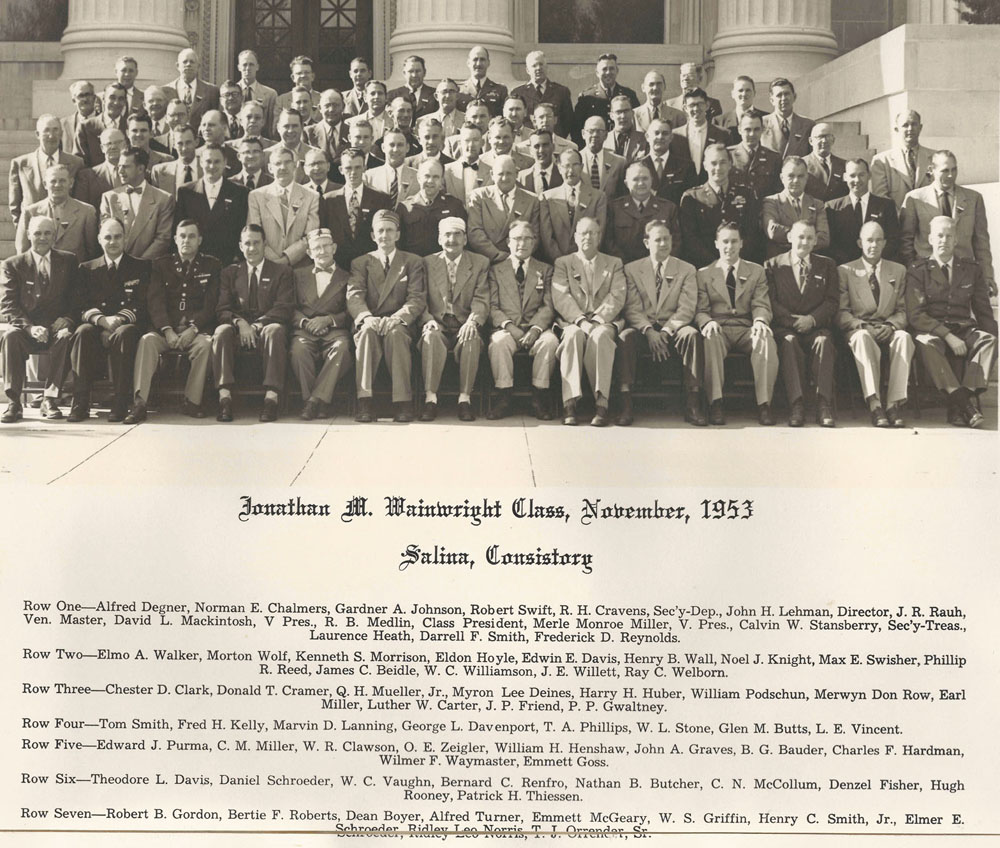 Jonathan M. Wainwright Class, November, 1953
Salina, Consistory
Row One—Alfred Degner, Norman E. Chalmers, Gardner A. Johnson, Robert Swift, R. H. Cravens, Sec'y-Dep., John H. Lehman, Director, J. R. Rauh,
Ven. Master, David L. Mackintosh, V Pres., R. B. Medlin, Class President, Merle Monroe Miller, V. Pres., Calvin W. Stansberry, Sec'y-Treas.,
Laurence Heath, Darrell F. Smith, Frederick D. Reynolds.
Row Two—Elmo A. Walker, Morton Wolf, Kenneth S. Morrison, Eldon Hoyle, Edwin E. Davis, Henry B. Wall, Noel J. Knight, Max E. Swisher, Phillip
R. Reed, James C. Beidle, W. C. Williamson, J. E. Willett, Ray C. Welborn.
Row Three—Chester D. Clark, Donald T. Cramer, Q. H. Mueller, Jr., Myron Lee Deines, Harry H. Huber, William Podschun, Merwyn Don Row, Earl
Miller, Luther W. Carter, J. P. Friend, P. P. Gwaltney.
Row Four—Tom Smith, Fred H. Kelly, Marvin D. Lanning, George L. Davenport, T. A. Phillips, W. L. Stone, Glen M. Butts, L. E. Vincent.
Row Five—Edward J. Purma, C. M. Miller, W. R. Clawson, O. E. Zeigler, William H. Henshaw, John A. Graves, B. G. Bauder, Charles F. Hardman,
Wilmer F. Waymaster, Emmett Goss.
Row Six—Theodore L. Davis, Daniel Schroeder, W. C. Vaughn, Bernard C. Renfro, Nathan B. Butcher, C. N. McCollum, Denzel Fisher, Hugh
Rooney, Patrick H. Thiessen.
Row Seven—Robert B. Gordon, Bertie F. Roberts, Dean Boyer, Alfred Turner, Emmett McGeary, W. S. Griffin, Henry C. Smith, Jr., Elmer E.
Schroeder, Ridley Leo Norris, T. J. Orrender, Sr.